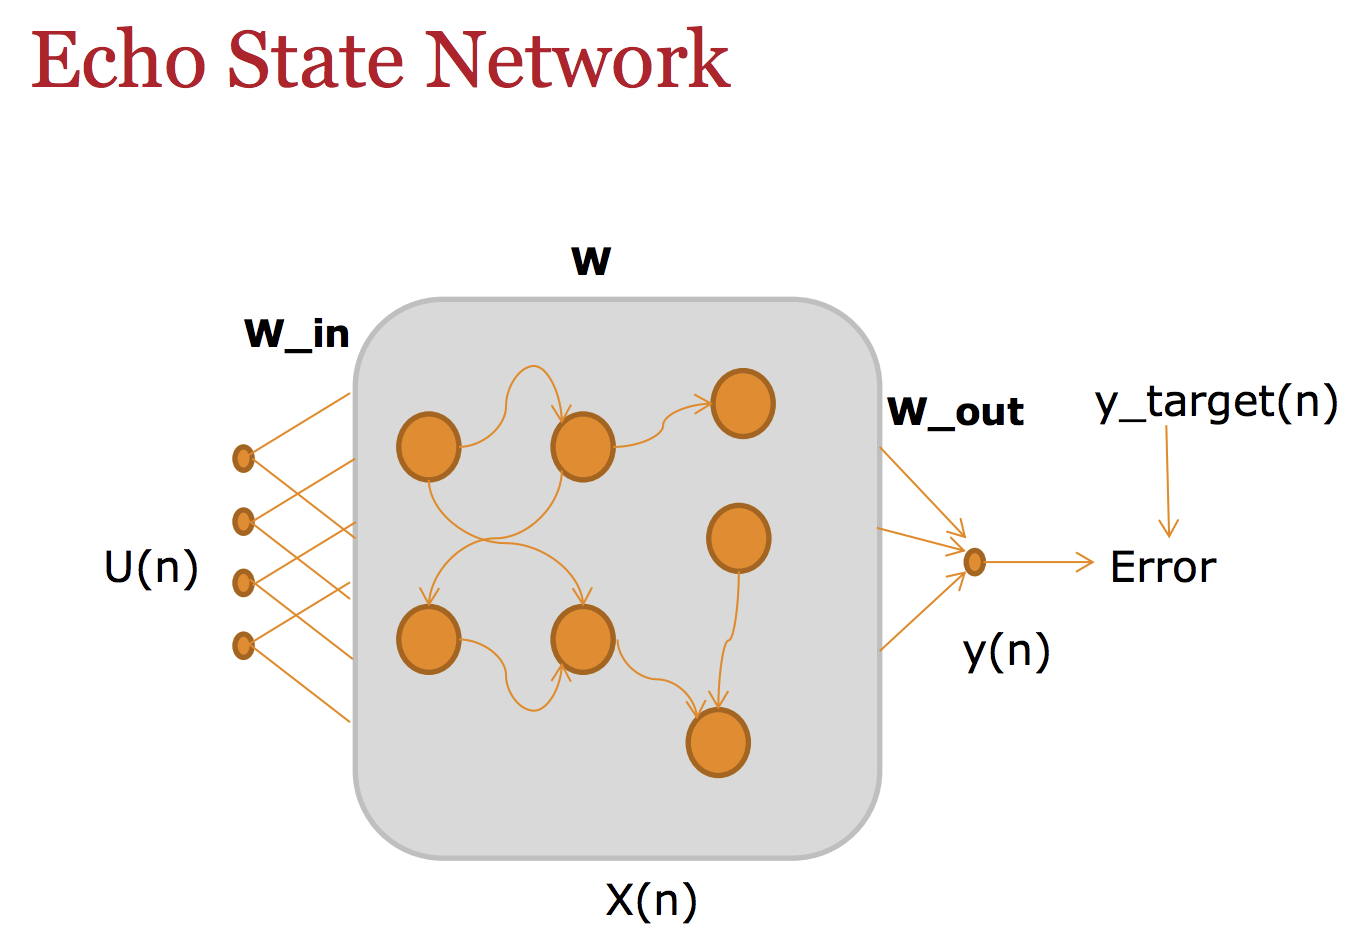 Echo State Network
W
W_in
W_out
y_target(n)
U(n)
Error
y(n)
X(n)